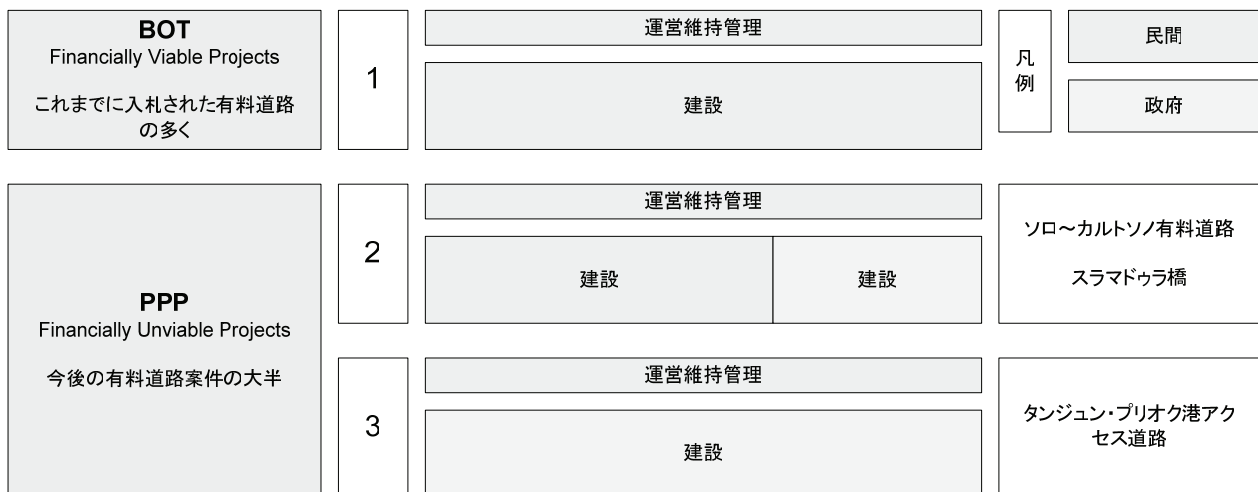 BOT
Financially Viable Projects
これまでに入札された有料道路
の多く
1
運営維持管理
建設
凡
例
民間
政府
PPP
Financially Unviable Projects
今後の有料道路案件の大半
2
運営維持管理
建設
建設
ソロ～カルトソノ有料道路
スラマドゥラ橋
3
運営維持管理
建設
タンジュン・プリオク港アク
セス道路